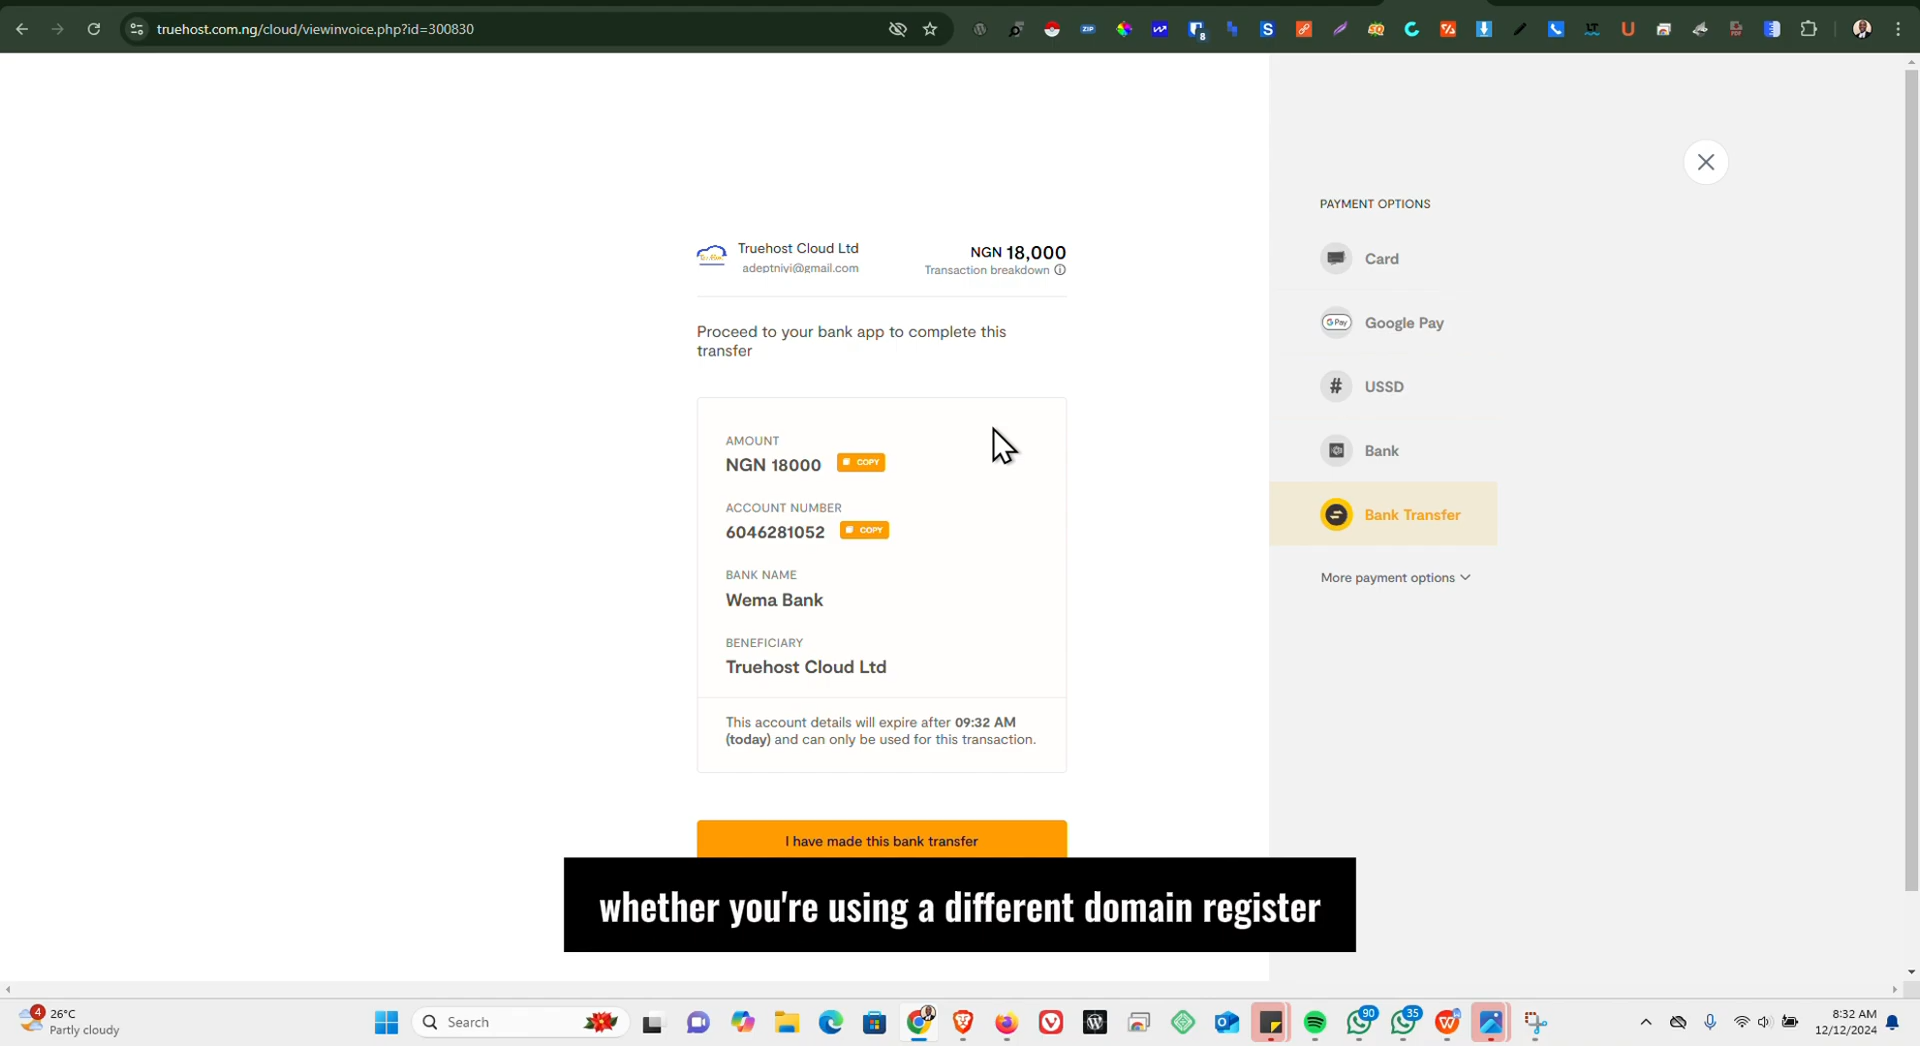 truehost.com.ng/cloud/viewinvoice.php?id=300830
Truehost Cloud Ltd
adeptniyi@gmail.com
NGN 18,000
Transaction breakdown
Proceed to your bank app to complete this
transfer
AMOUNT
NGN 18000
COPY
ACCOUNT NUMBER
6046281052
COPY
BANK NAME
Wema Bank
BENEFICIARY
Truehost Cloud Ltd
This account details will expire after 09:32 AM
(today) and can only be used for this transaction.
I have made this bank transfer
PAYMENT OPTIONS
Card
G Pay
Google Pay
#
USSD
Bank
Bank Transfer
More payment options
whether you're using a different domain register
4
26°C
Partly cloudy
Search
90
35
8:32 AM
12/12/2024